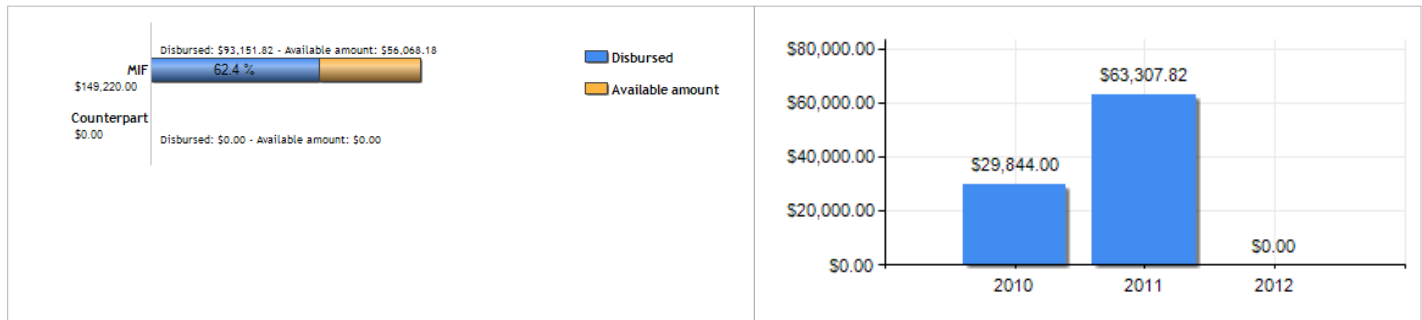 Disbursed: $93,151.82 - Available amount: $56,068.18
MIF
62.4 %
$149,220.00
Counterpart
$0.00
Disbursed: $0.00 - Available amount: $0.00
Disbursed
Available amount
$80,000.00
$63,307.82
$60,000.00
$40,000.00
$29,844.00
$20,000.00
$0.00
$0.00
2010
2011
2012